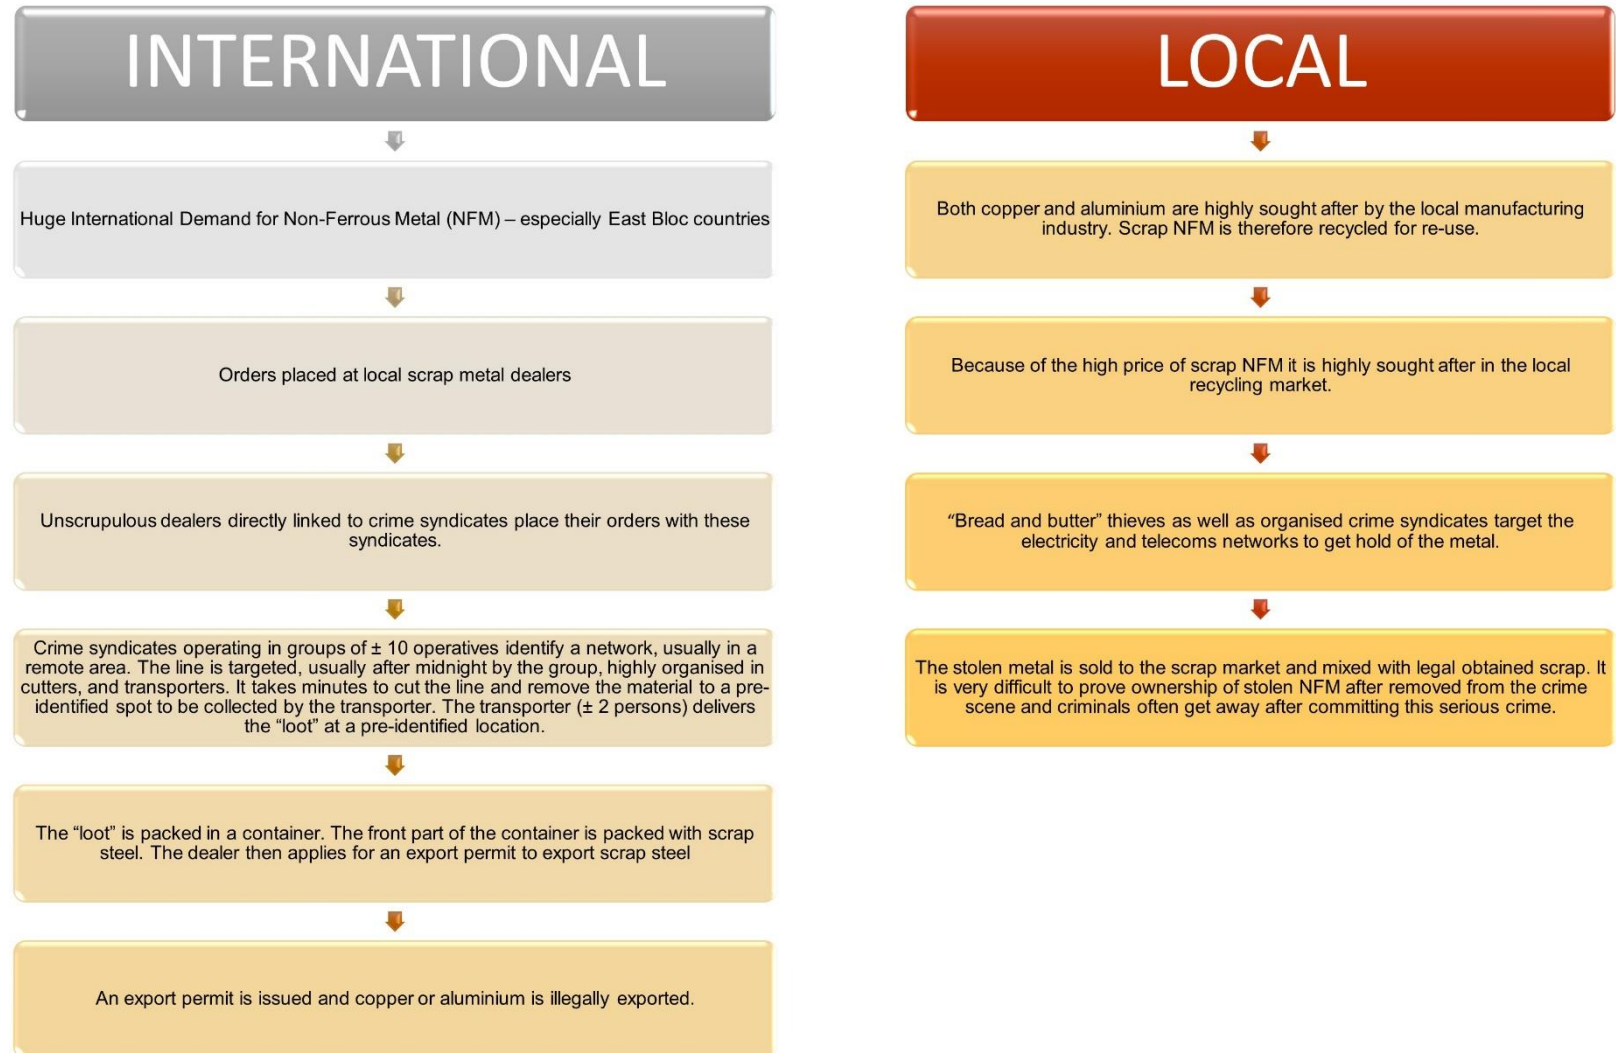 INTERNATIONAL
Huge International Demand for Non-Ferrous Metal (NFM) – especially East Bloc countries
Orders placed at local scrap metal dealers
Unscrupulous dealers directly linked to crime syndicates place their orders with these
syndicates.
Crime syndicates operating in groups of ± 10 operatives identify a network, usually in a
remote area. The line is targeted, usually after midnight by the group, highly organised in
cutters, and transporters. It takes minutes to cut the line and remove the material to a pre-
identified spot to be collected by the transporter. The transporter (± 2 persons) delivers
the “loot” at a pre-identified location.
The “loot” is packed in a container. The front part of the container is packed with scrap
steel. The dealer then applies for an export permit to export scrap steel
An export permit is issued and copper or aluminium is illegally exported.
LOCAL
Both copper and aluminium are highly sought after by the local manufacturing
industry. Scrap NFM is therefore recycled for re-use.
Because of the high price of scrap NFM it is highly sought after in the local
recycling market.
“Bread and butter” thieves as well as organised crime syndicates target the
electricity and telecoms networks to get hold of the metal.
The stolen metal is sold to the scrap market and mixed with legal obtained scrap. It
is very difficult to prove ownership of stolen NFM after removed from the crime
scene and criminals often get away after committing this serious crime.